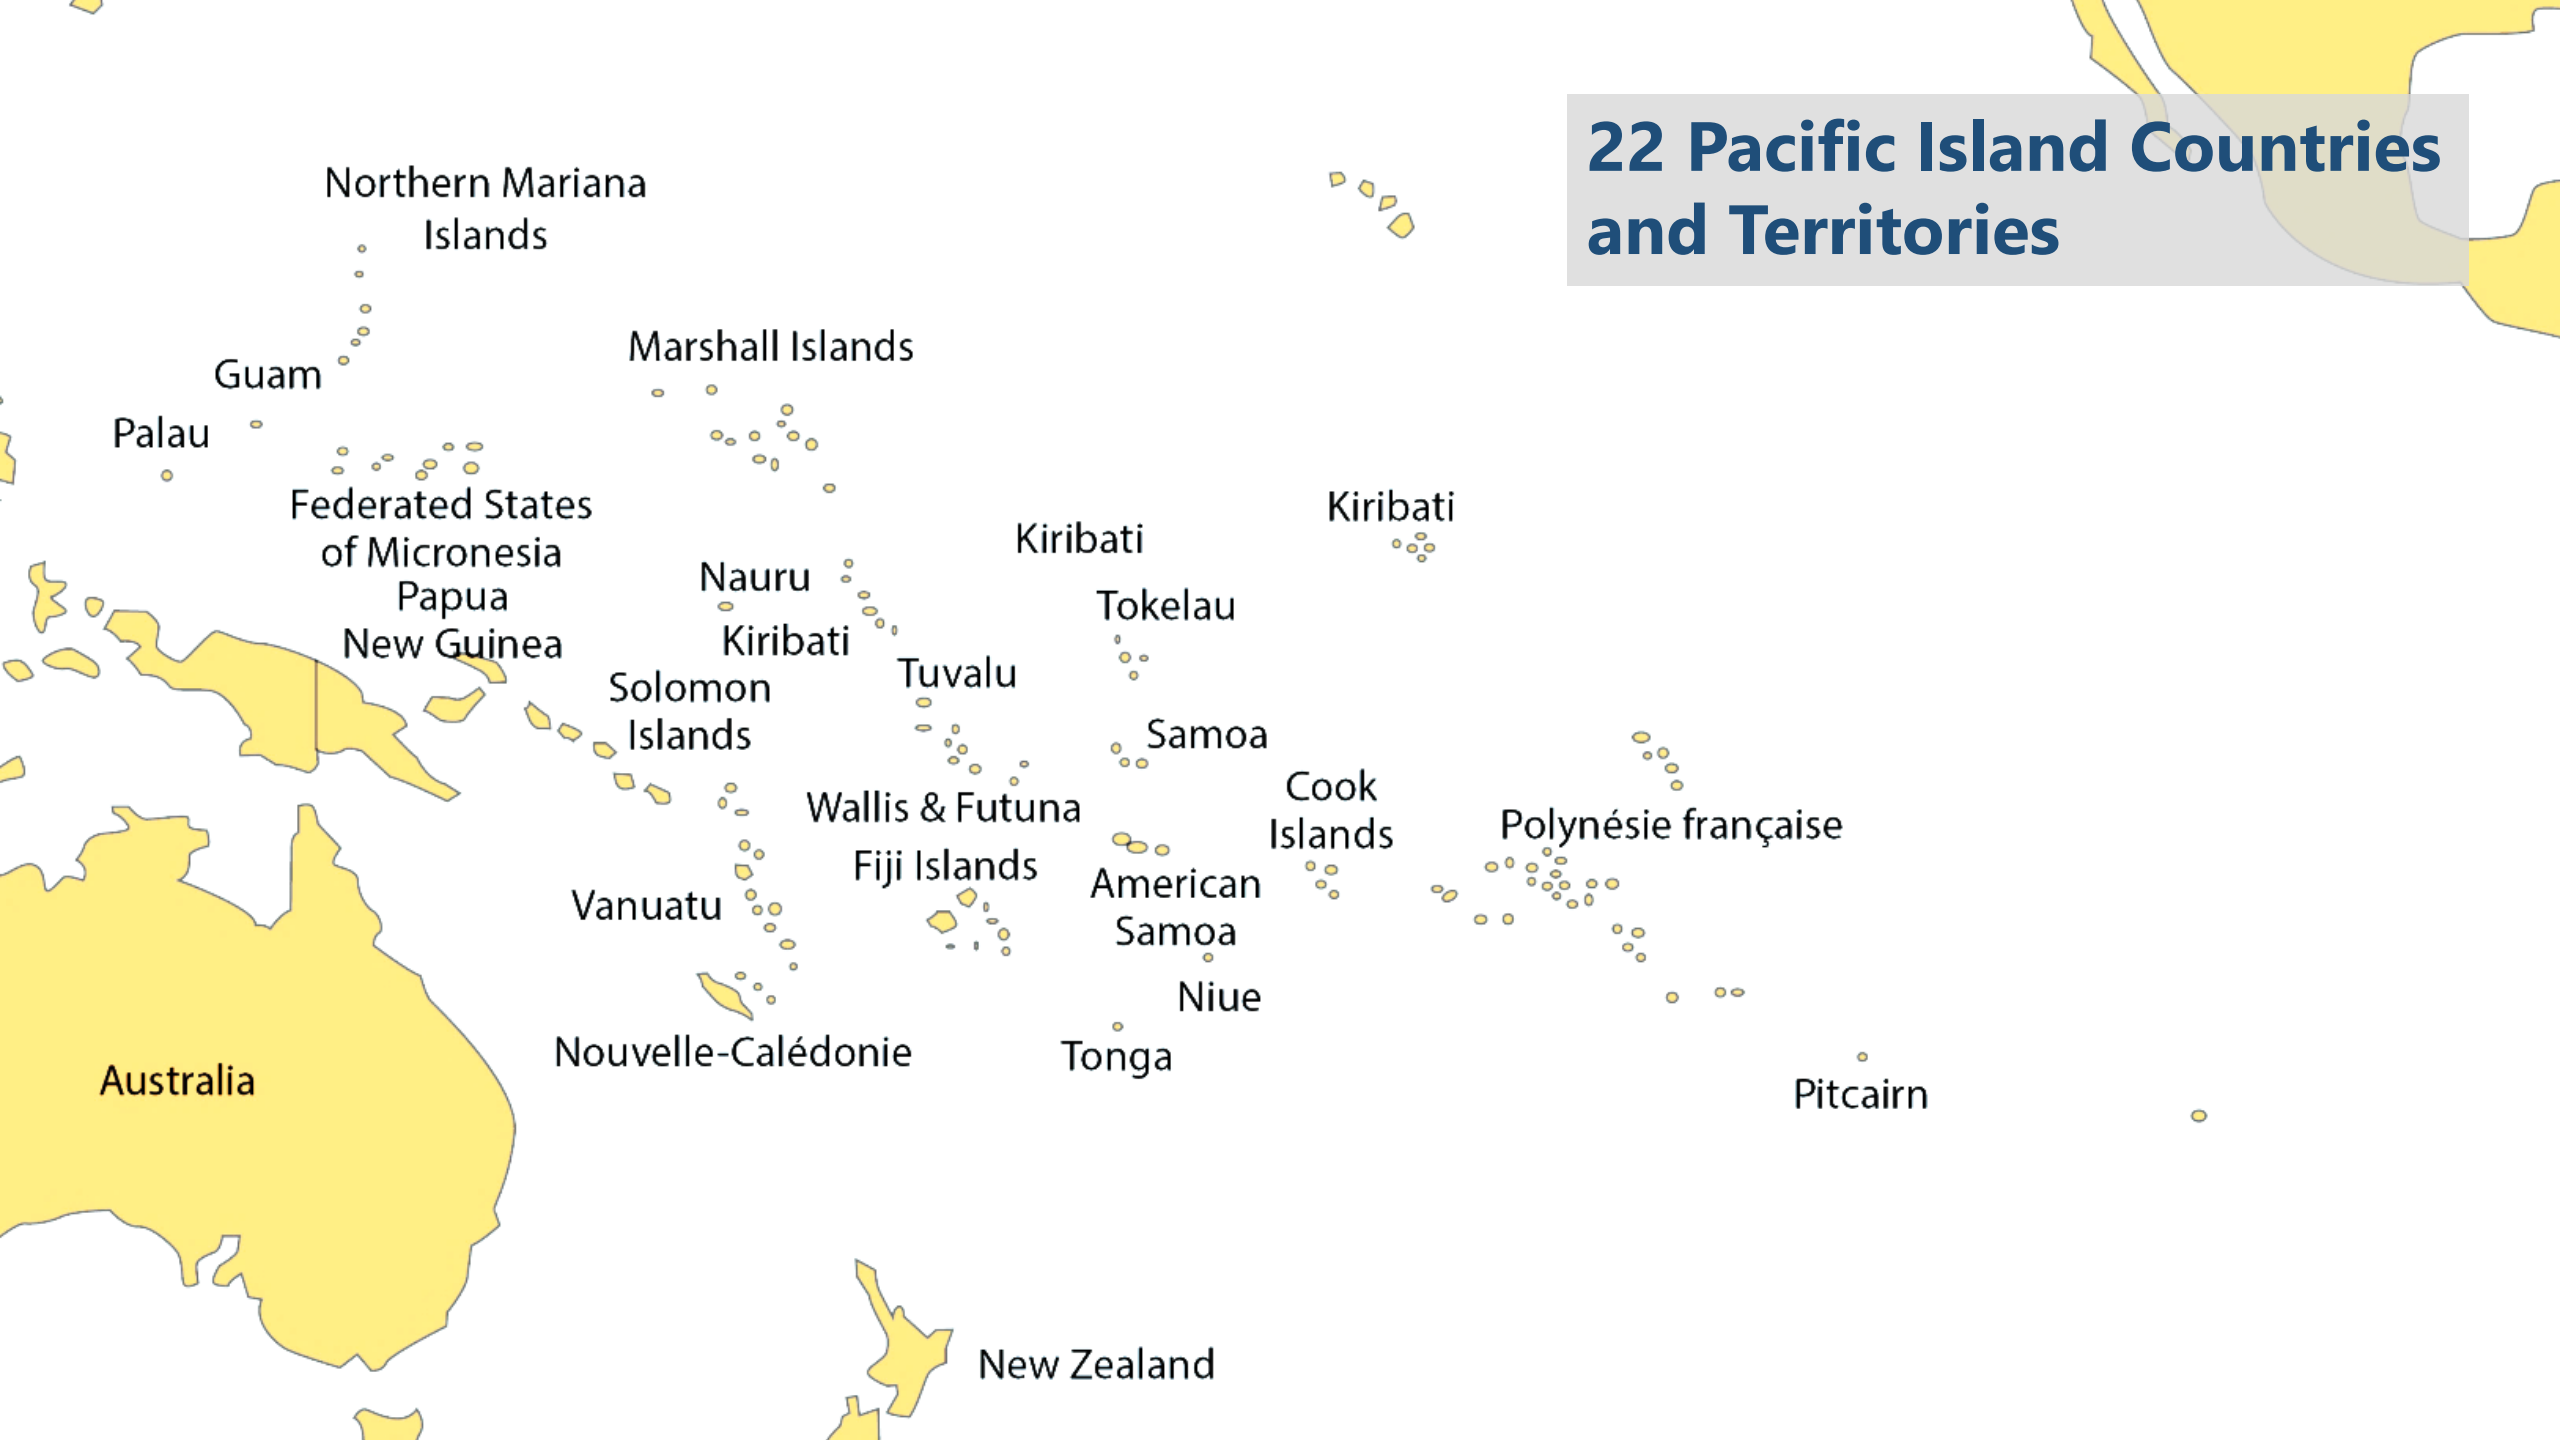 22 Pacific Island Countries
and Territories
Northern Mariana
Islands
Marshall Islands
Guam
Palau
Federated States
of Micronesia
Papua
New Guinea
Kiribati
Kiribati
Nauru
Kiribati
Tokelau
Solomon
Islands
Tuvalu
Samoa
Cook
Islands
Wallis & Futuna
Polynésie française
Fiji Islands
American
Samoa
Vanuatu
Niue
Nouvelle-Calédonie
Tonga
Australia
Pitcairn
New Zealand